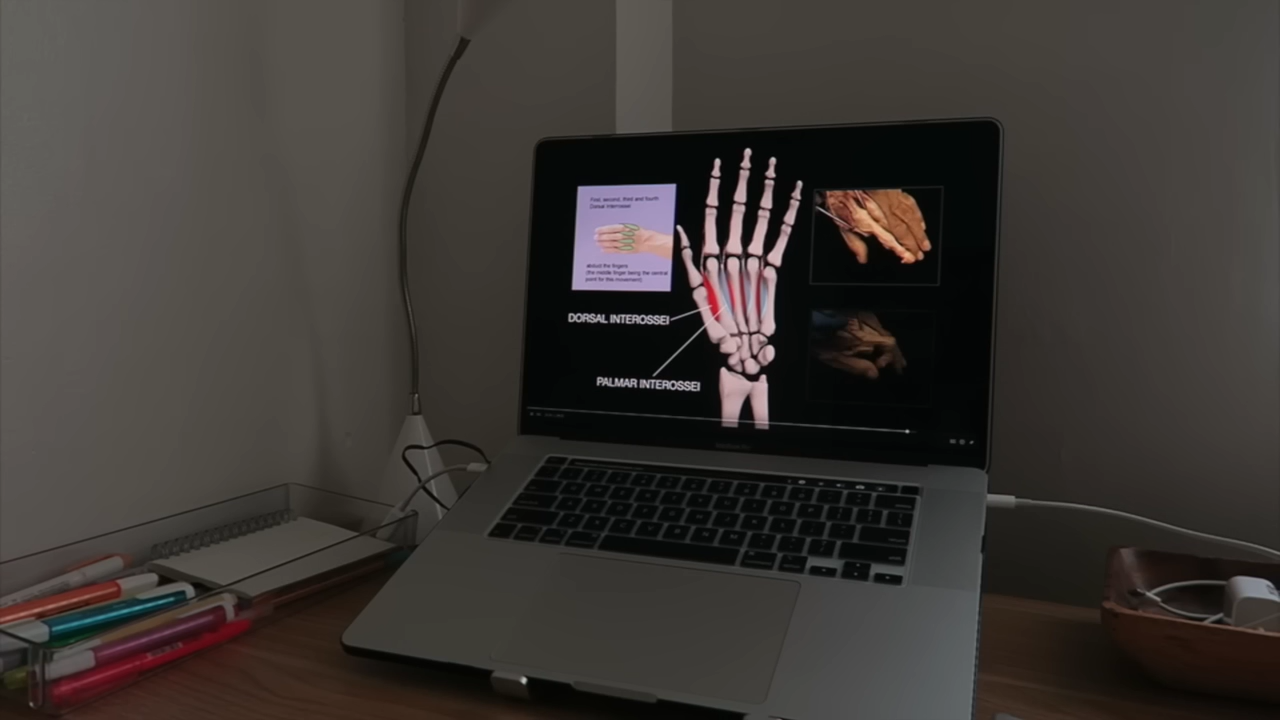 First, second, third and fourth
Dorsal Interossei
around the fingers
(the middle finger being the central
point for this movement)
DORSAL INTEROSSEI
PALMAR INTEROSSEI